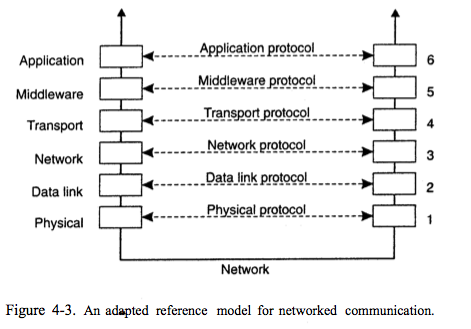 Application protocol
Application 6
Middleware protocol
Middleware 5
Transport protocol
Transport 4
Network protocol
Network 3
Data link protocol
Data link 2
Physical protocol
Physical 1
Network
Figure 4-3. An adapted reference model for networked communication.